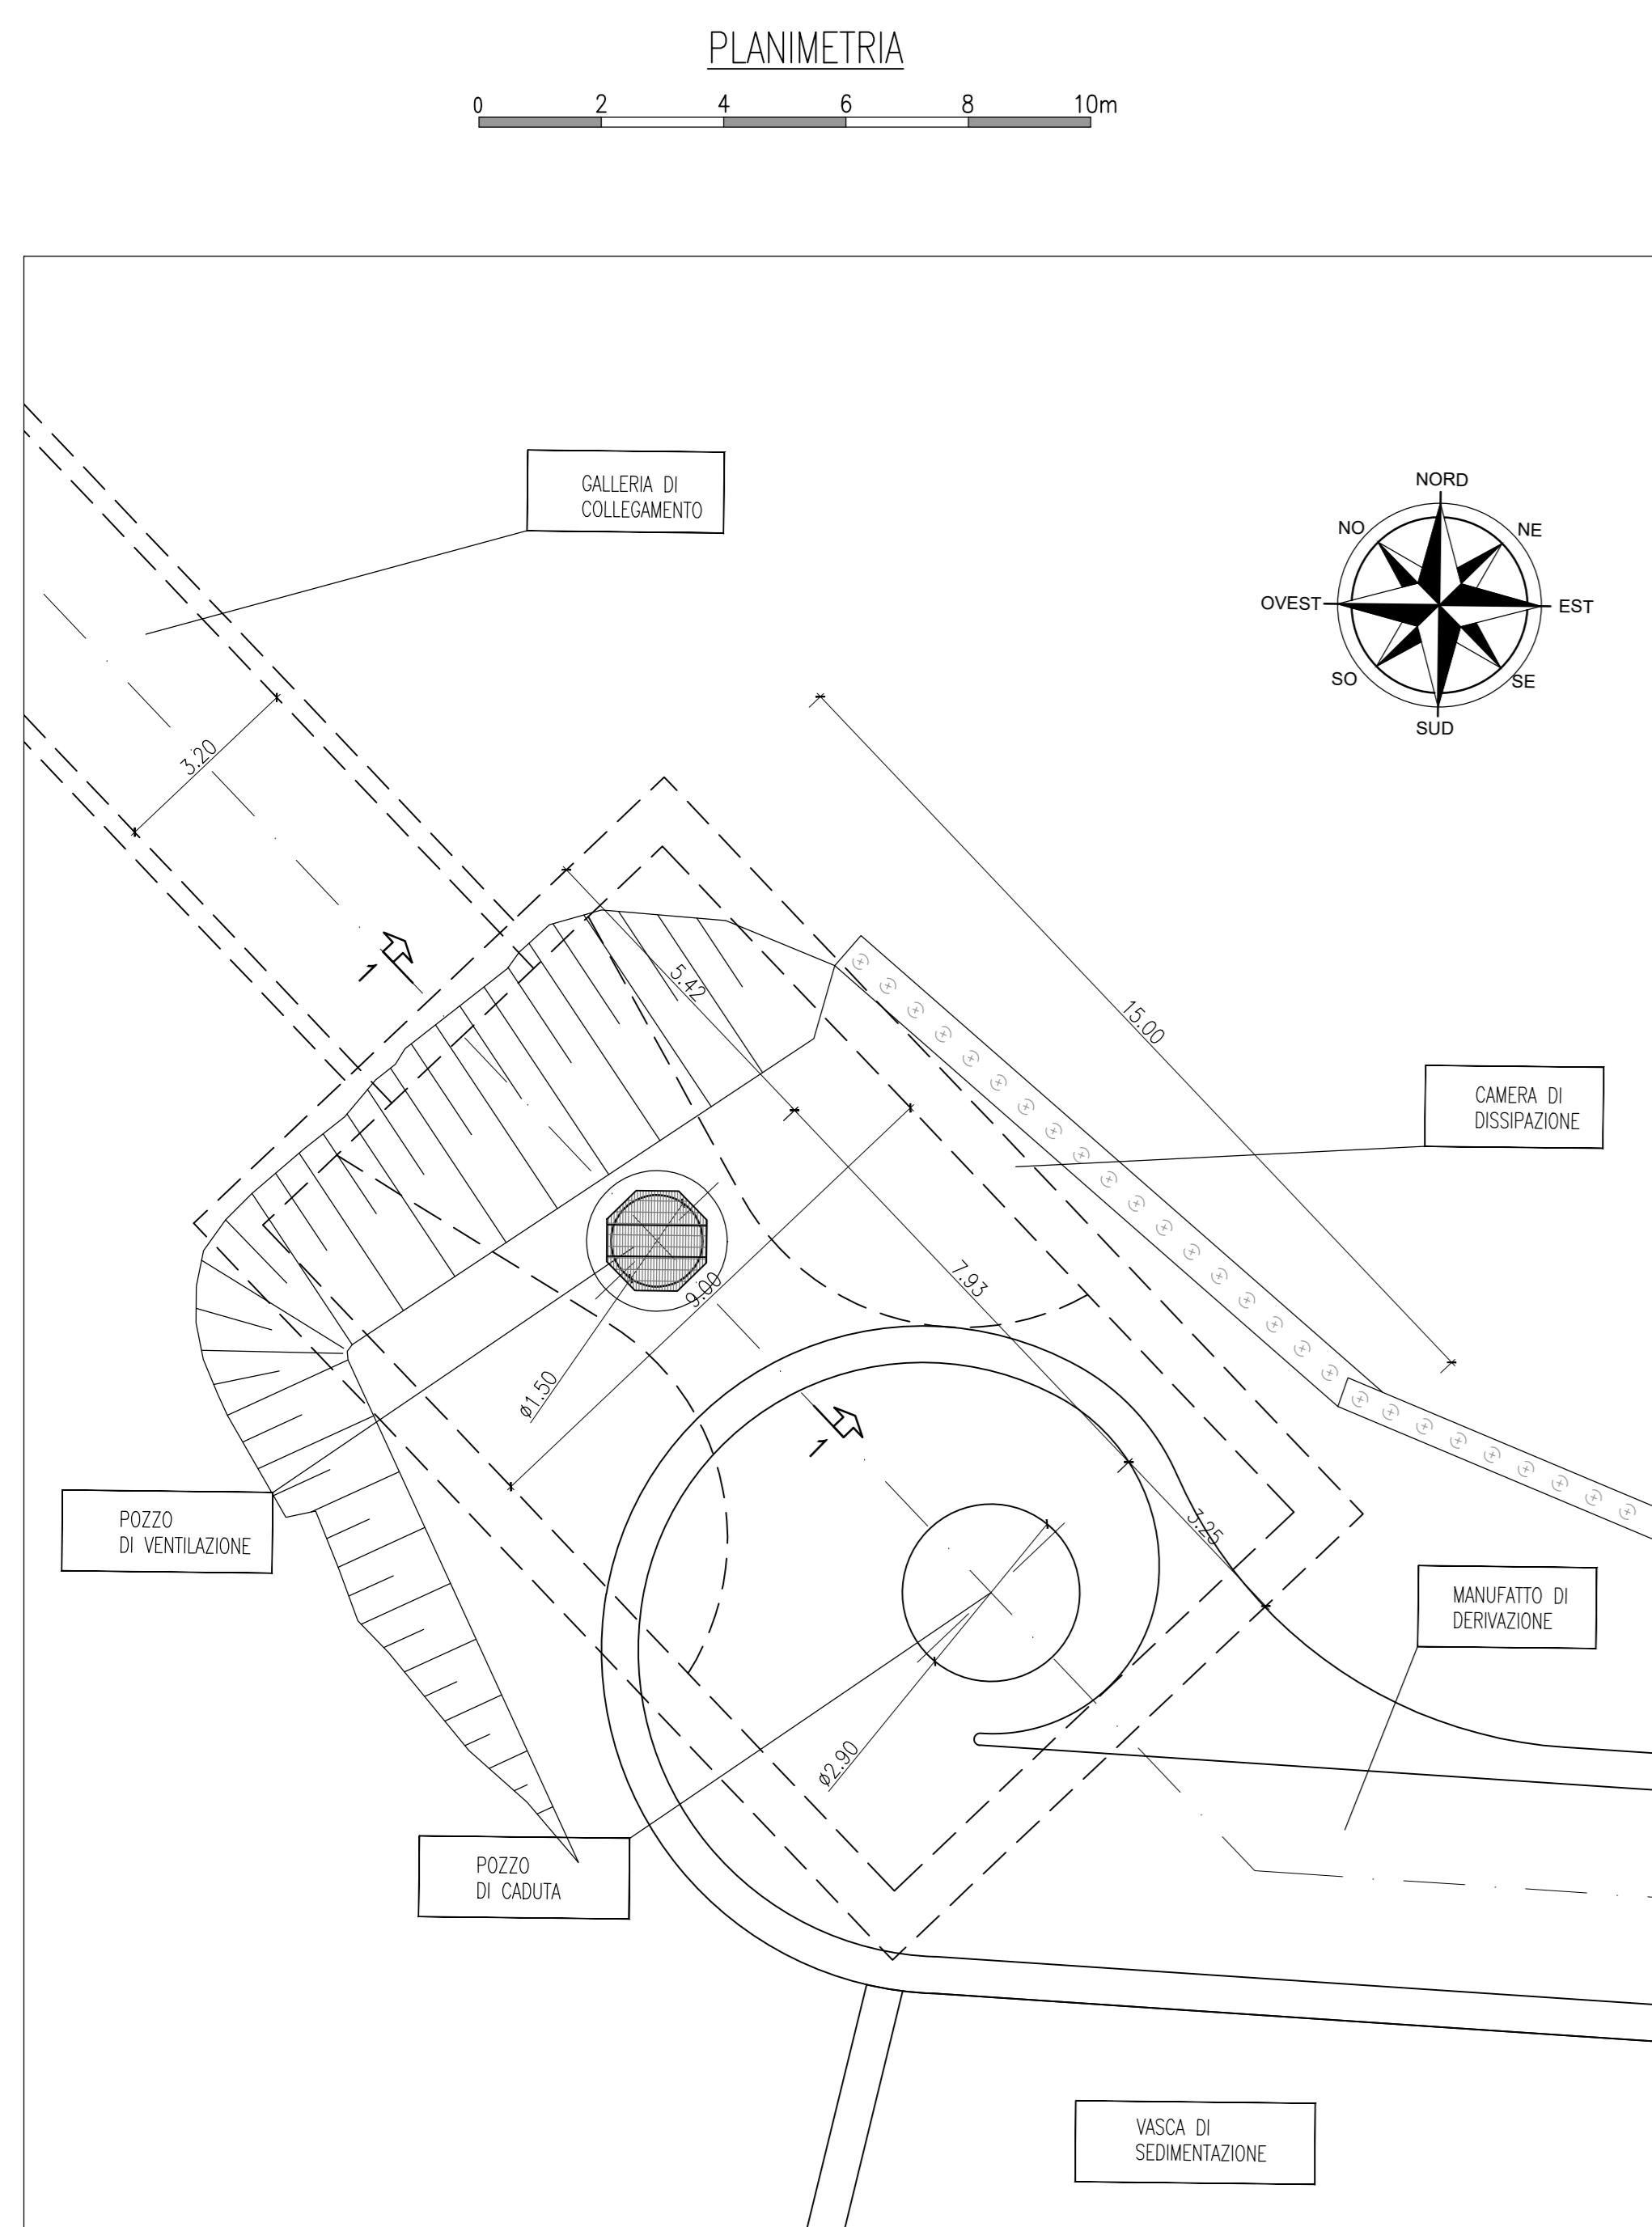 PLANIMETRIA
0 2 4 6 8 10m
GALLERIA DI
COLLEGAMENTO
NORD
NO
NE
OVEST
EST
SO
SE
SUD
3.20
1
5.42
15.00
CAMERA DI
DISSIPAZIONE
7.93
9.00
ø1.50
1
3.25
POZZO
DI VENTILAZIONE
MANUFATTO DI
DERIVAZIONE
ø2.90
POZZO
DI CADUTA
VASCA DI
SEDIMENTAZIONE